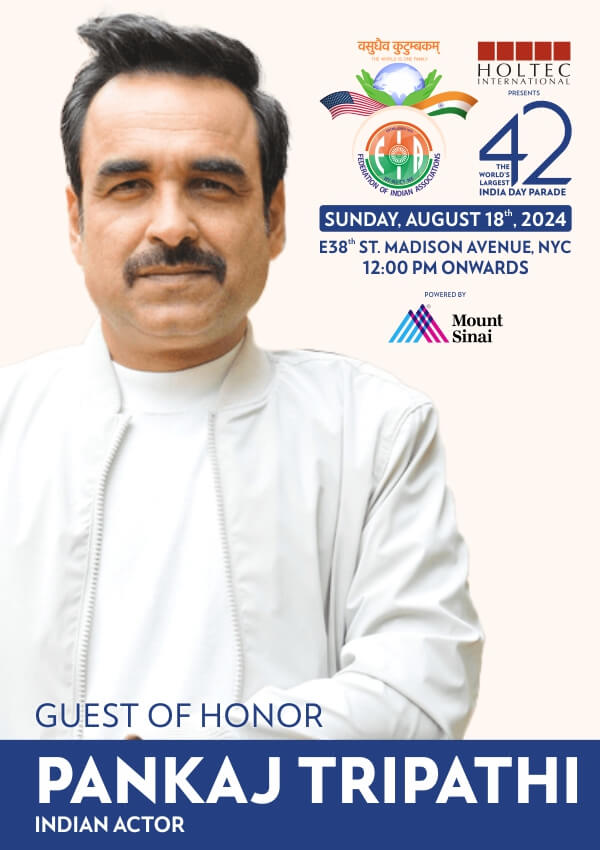 वसुधैव कुटुम्बकम्
THE WORLD IS ONE FAMILY
HOLTEC
INTERNATIONAL
PRESENTS
42
THE
WORLD'S
LARGEST
INDIA DAY PARADE
FIA
FEDERATION OF INDIAN ASSOCIATIONS
SUNDAY, AUGUST 18th, 2024
E38th ST. MADISON AVENUE, NYC
12:00 PM ONWARDS
POWERED BY
Mount
Sinai
GUEST OF HONOR
PANKAJ TRIPATHI
INDIAN ACTOR